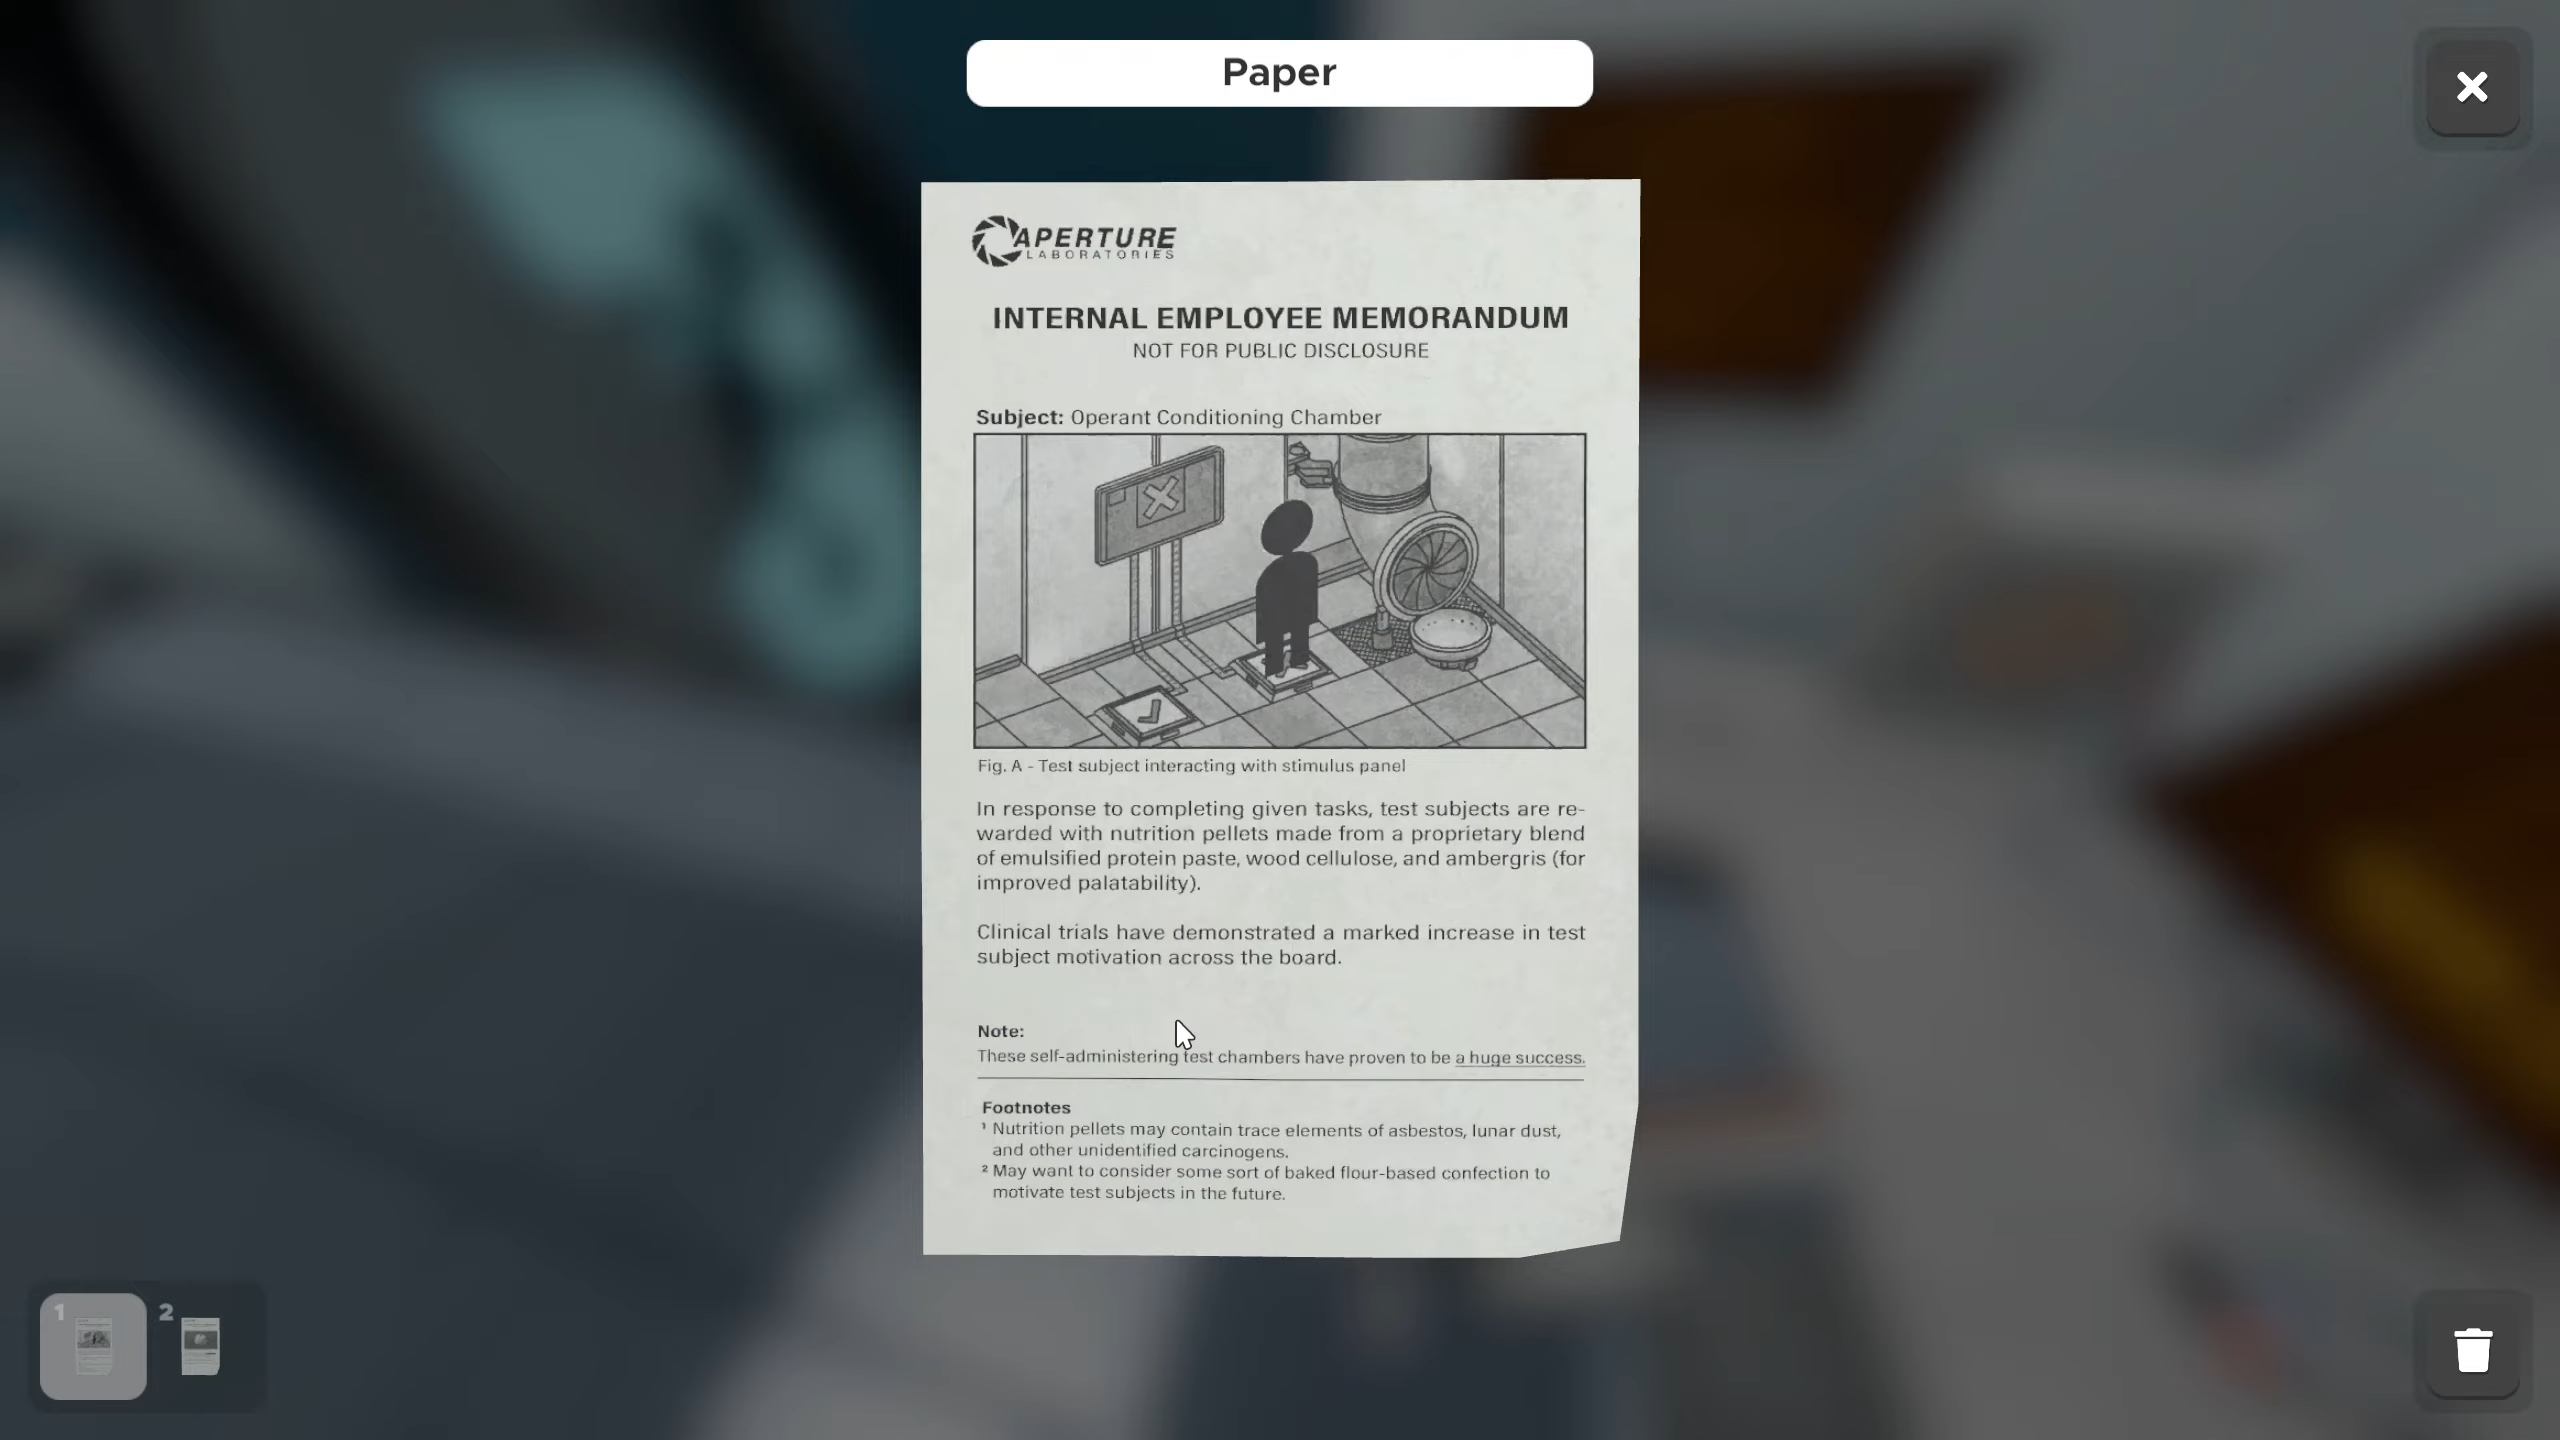 Paper
APERTURE
LABORATORIES
INTERNAL EMPLOYEE MEMORANDUM
NOT FOR PUBLIC DISCLOSURE
Subject: Operant Conditioning Chamber
Fig. A - Test subject interacting with stimulus panel
In response to completing given tasks, test subjects are re-
warded with nutrition pellets made from a proprietary blend
of emulsified protein paste, wood cellulose, and ambergris (for
improved palatability).
Clinical trials have demonstrated a marked increase in test
subject motivation across the board.
Note:
These self-administering test chambers have proven to be a huge success.
Footnotes
¹ Nutrition pellets may contain trace elements of asbestos, lunar dust,
and other unidentified carcinogens.
² May want to consider some sort of baked flour-based confection to
motivate test subjects in the future.
1 2